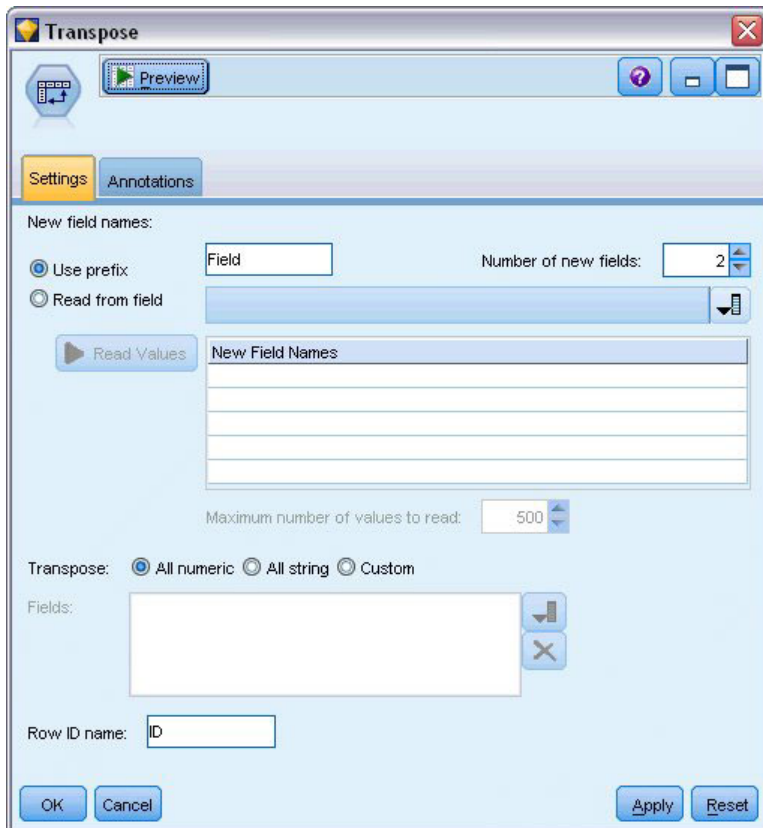 Transpose
Preview
Settings
Annotations
New field names:
Use prefix
Field
Number of new fields:
2
Read from field
Read Values
New Field Names
Maximum number of values to read:
500
Transpose:
All numeric
All string
Custom
Fields:
Row ID name:
ID
OK
Cancel
Apply
Reset